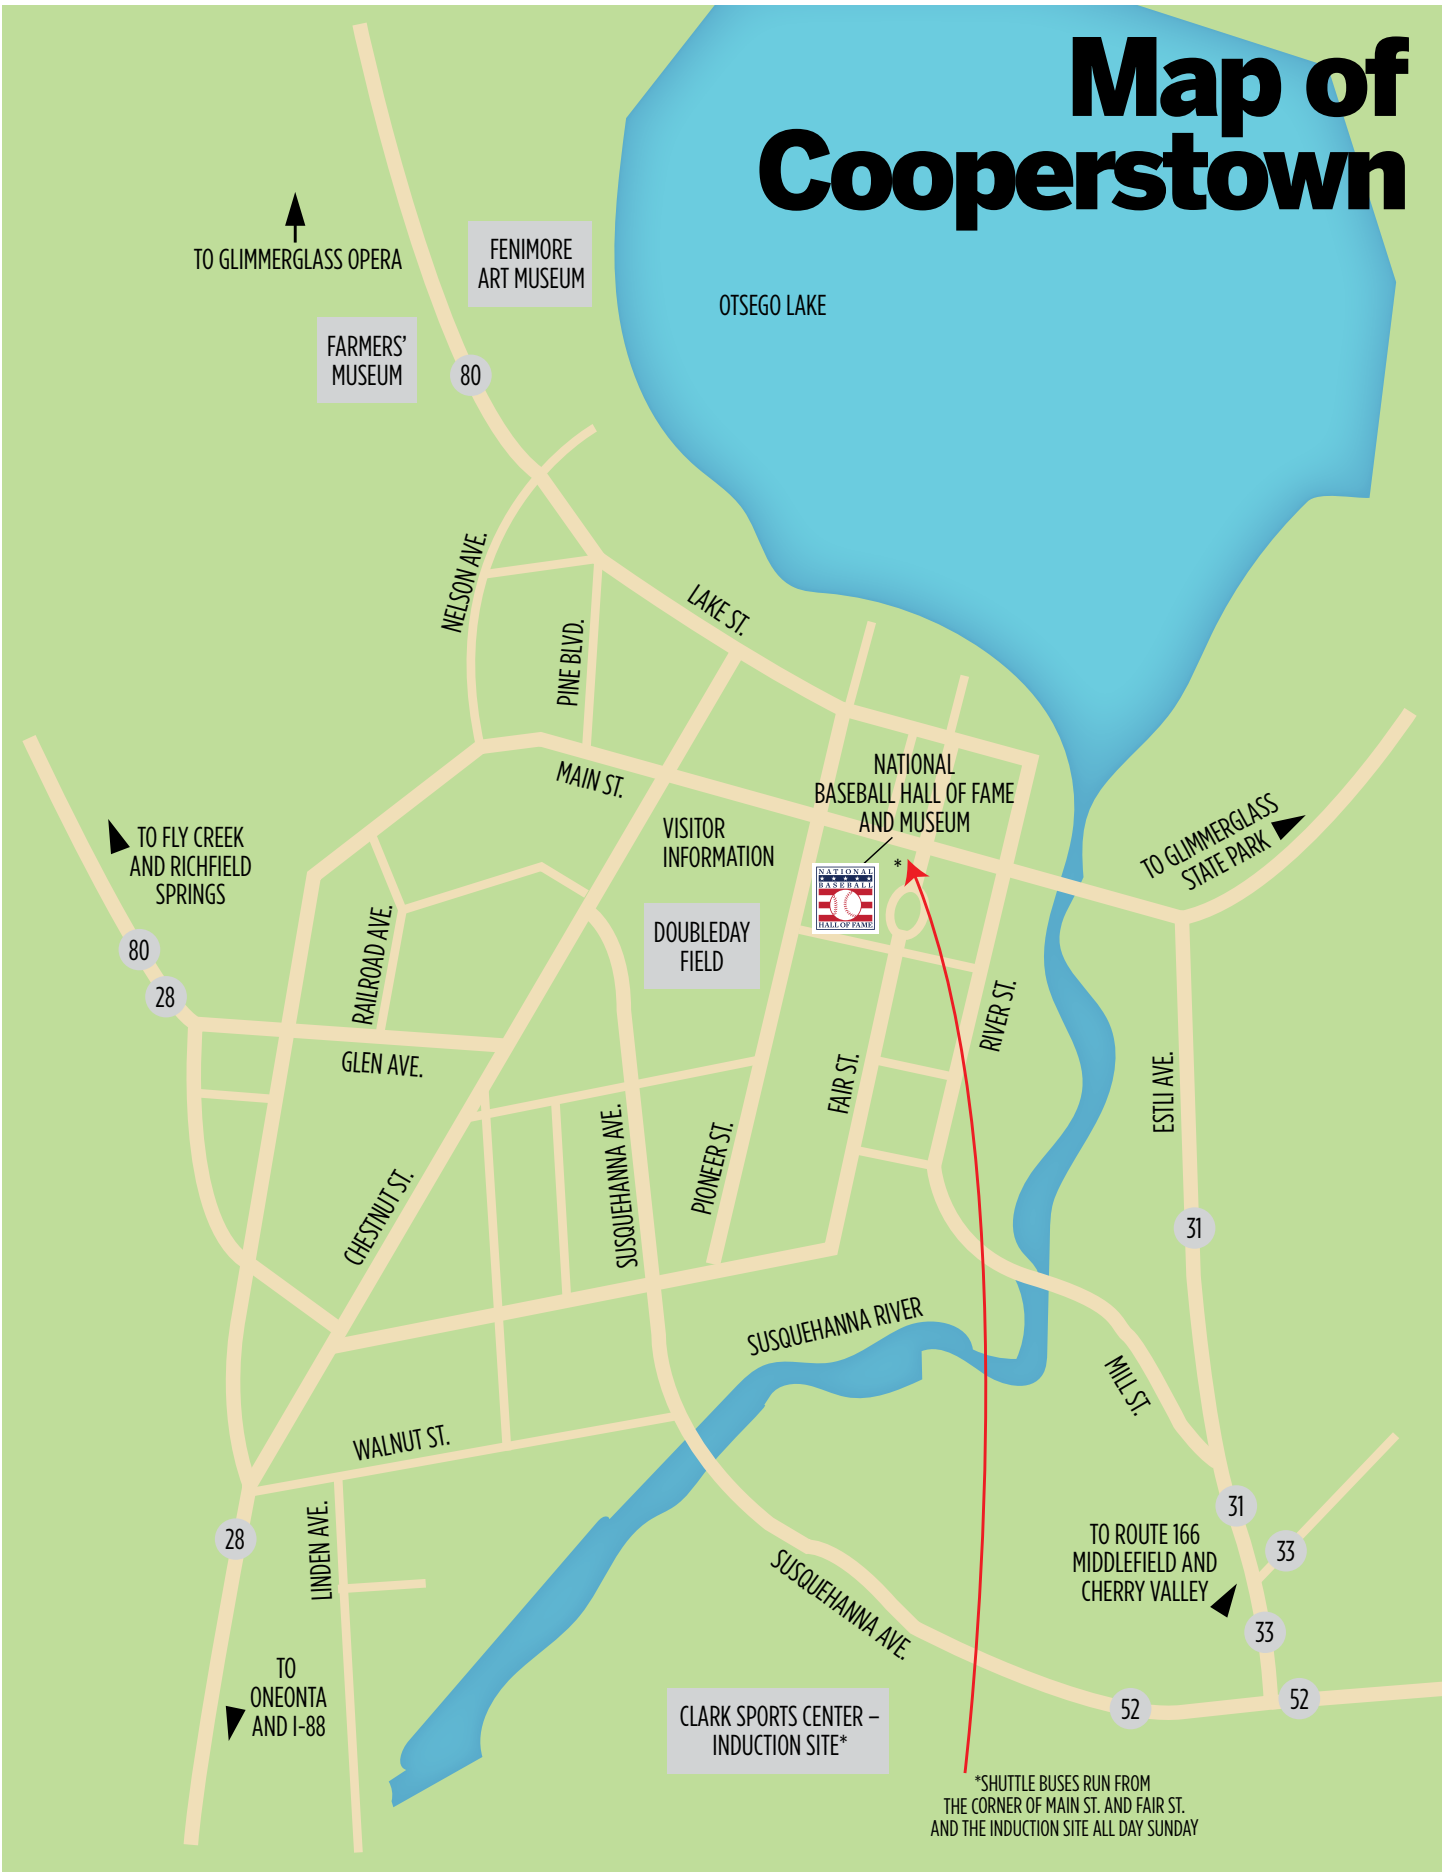 Map of
Cooperstown
TO GLIMMERGLASS OPERA
FENIMORE
ART MUSEUM
OTSEGO LAKE
FARMERS'
MUSEUM
80
NELSON AVE.
PINE BLVD.
LAKE ST.
MAIN ST.
NATIONAL
BASEBALL HALL OF FAME
AND MUSEUM
*
VISITOR
INFORMATION
NATIONAL
BASEBALL
HALL OF FAME
TO GLIMMERGLASS
STATE PARK
TO FLY CREEK
AND RICHFIELD
SPRINGS
DOUBLEDAY
FIELD
80
28
RAILROAD AVE.
GLEN AVE.
RIVER ST.
FAIR ST.
ESTLI AVE.
SUSQUEHANNA AVE.
PIONEER ST.
CHESTNUT ST.
31
SUSQUEHANNA RIVER
MILL ST.
WALNUT ST.
28
LINDEN AVE.
31
33
TO ROUTE 166
MIDDLEFIELD AND
CHERRY VALLEY
SUSQUEHANNA AVE.
33
TO
ONEONTA
AND I-88
CLARK SPORTS CENTER –
INDUCTION SITE*
52
52
*SHUTTLE BUSES RUN FROM
THE CORNER OF MAIN ST. AND FAIR ST.
AND THE INDUCTION SITE ALL DAY SUNDAY